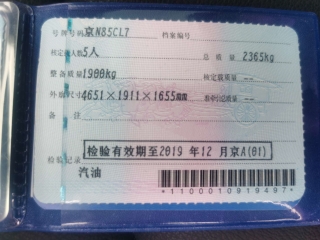 号牌号码 京N85CL7 档案编号
核定载人数 5人 总质量 2365kg
整备质量 1900kg 核定载质量 --
外廓尺寸 4651×1911×1655mm 准牵引总质量 --
备注
检验有效期至2019年12月京A(01)
检验记录
汽油
*1100010919497*